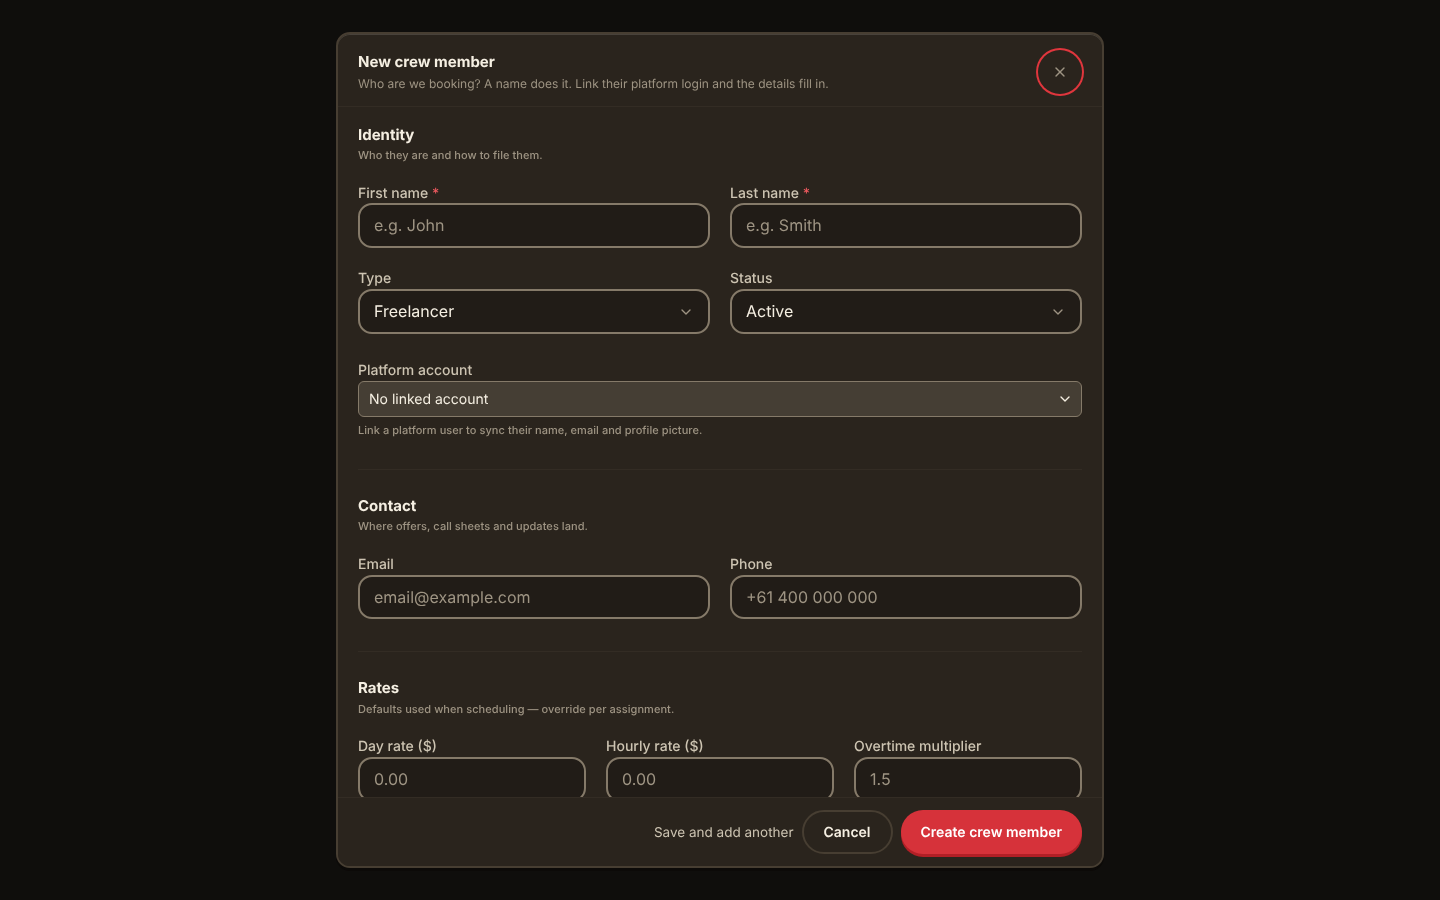 New crew member
Who are we booking? A name does it. Link their platform login and the details fill in.
Identity
Who they are and how to file them.
First name *
Last name *
e.g. John
e.g. Smith
Type
Status
Freelancer
Active
Platform account
No linked account
Link a platform user to sync their name, email and profile picture.
Contact
Where offers, call sheets and updates land.
Email
Phone
email@example.com
+61 400 000 000
Rates
Defaults used when scheduling — override per assignment.
Day rate ($)
Hourly rate ($)
Overtime multiplier
0.00
0.00
1.5
Save and add another
Cancel
Create crew member